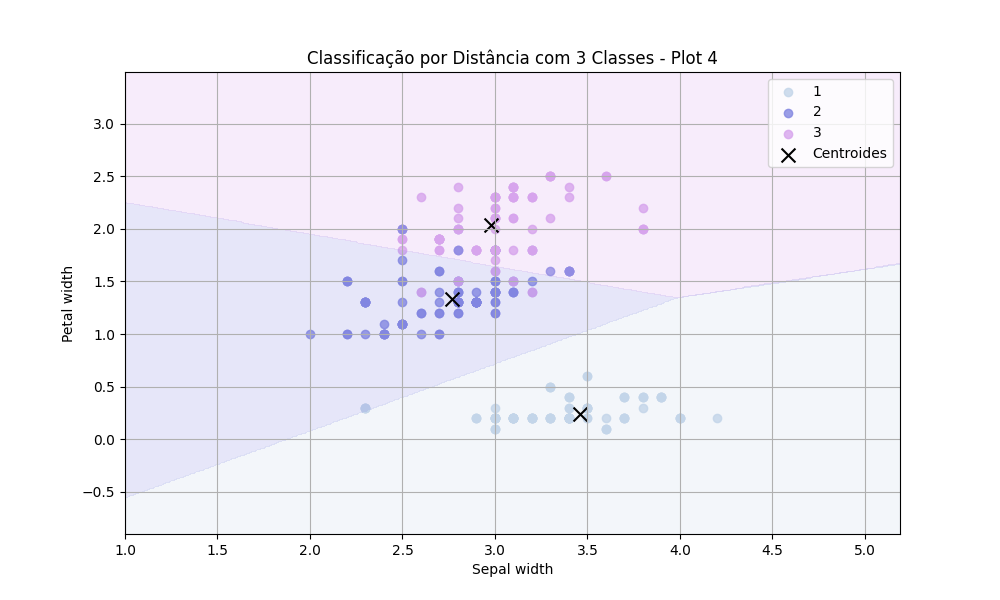 Classificação por Distância com 3 Classes - Plot 4
1
2
3
Centroides
3.0
2.5
2.0
1.5
1.0
0.5
0.0
−0.5
Petal width
1.0 1.5 2.0 2.5 3.0 3.5 4.0 4.5 5.0
Sepal width